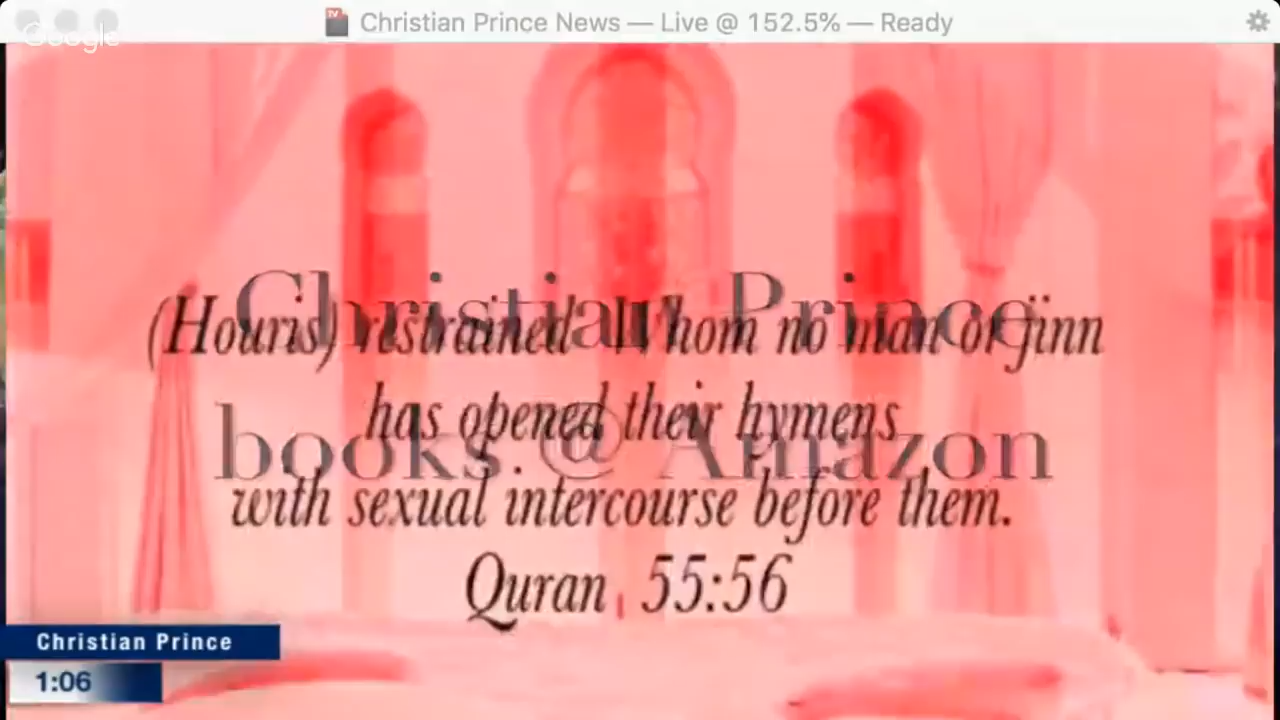 Christian Prince News — Live @ 152.5% — Ready
Google
Christian Prince
(Houris) restrained Whom no man or jinn
has opened their hymens
books @ Amazon
with sexual intercourse before them.
Quran 55:56
Christian Prince
1:06